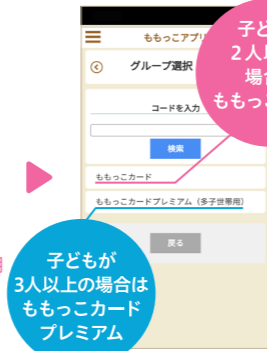 ももっこアプリ
グループ選択
コードを入力
検索
ももっこカード
ももっこカードプレミアム（多子世帯用）
戻る
子ど
2人以
場合
ももっこ
子どもが
3人以上の場合は
ももっこカード
プレミアム